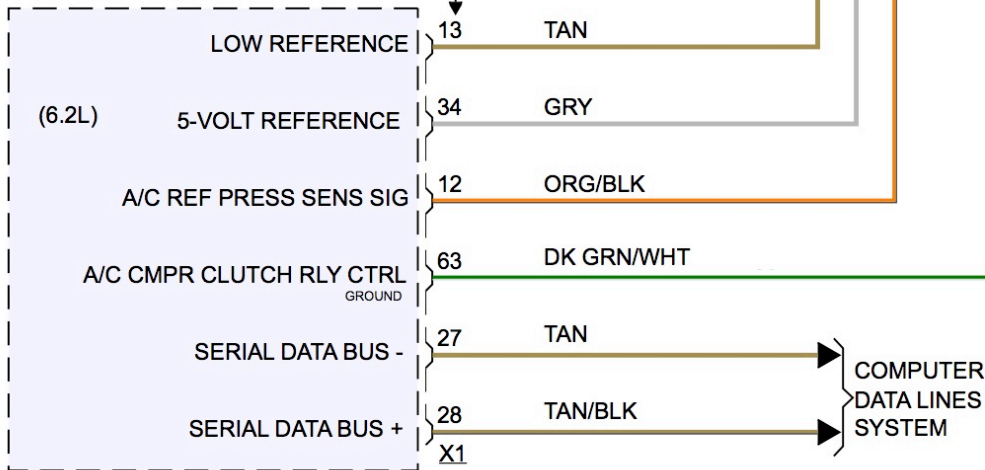 LOW REFERENCE 13 TAN
(6.2L) 5-VOLT REFERENCE 34 GRY
A/C REF PRESS SENS SIG 12 ORG/BLK
A/C CMPR CLUTCH RLY CTRL 63 DK GRN/WHT
GROUND
SERIAL DATA BUS - 27 TAN
SERIAL DATA BUS + 28 TAN/BLK
X1
COMPUTER
DATA LINES
SYSTEM